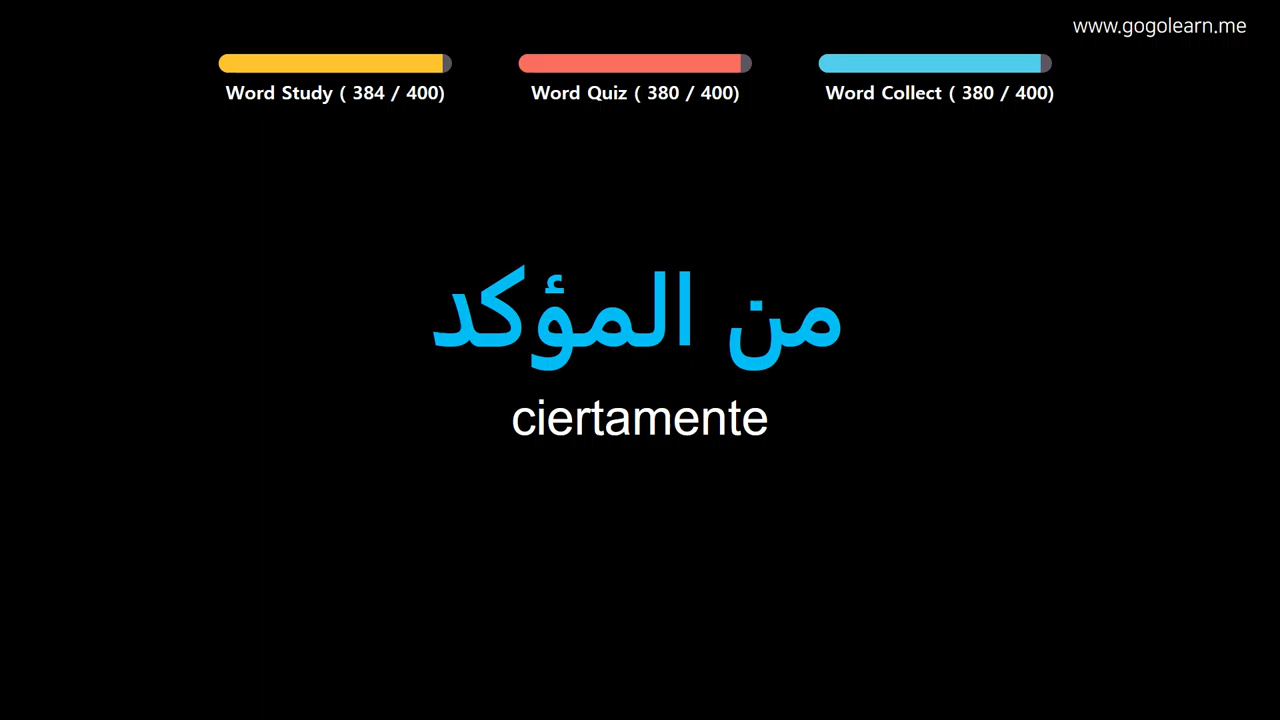 www.gogolearn.me
Word Study ( 384 / 400)
Word Quiz ( 380 / 400)
Word Collect ( 380 / 400)
من المؤكد
ciertamente